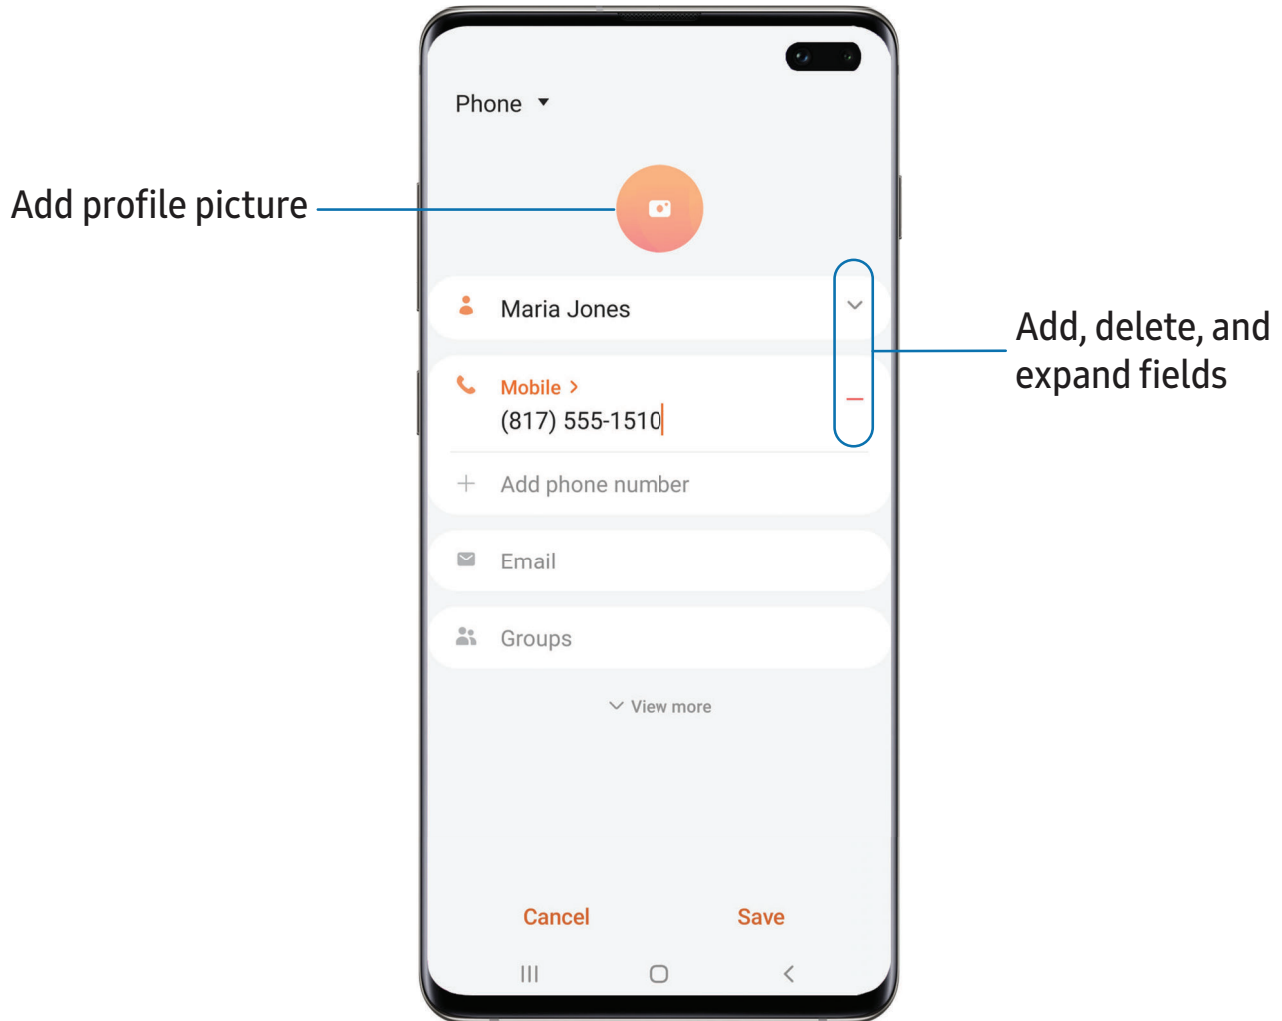 Phone
Add profile picture
Maria Jones
Add, delete, and
expand fields
Mobile >
(817) 555-1510
Add phone number
Email
Groups
View more
Cancel
Save